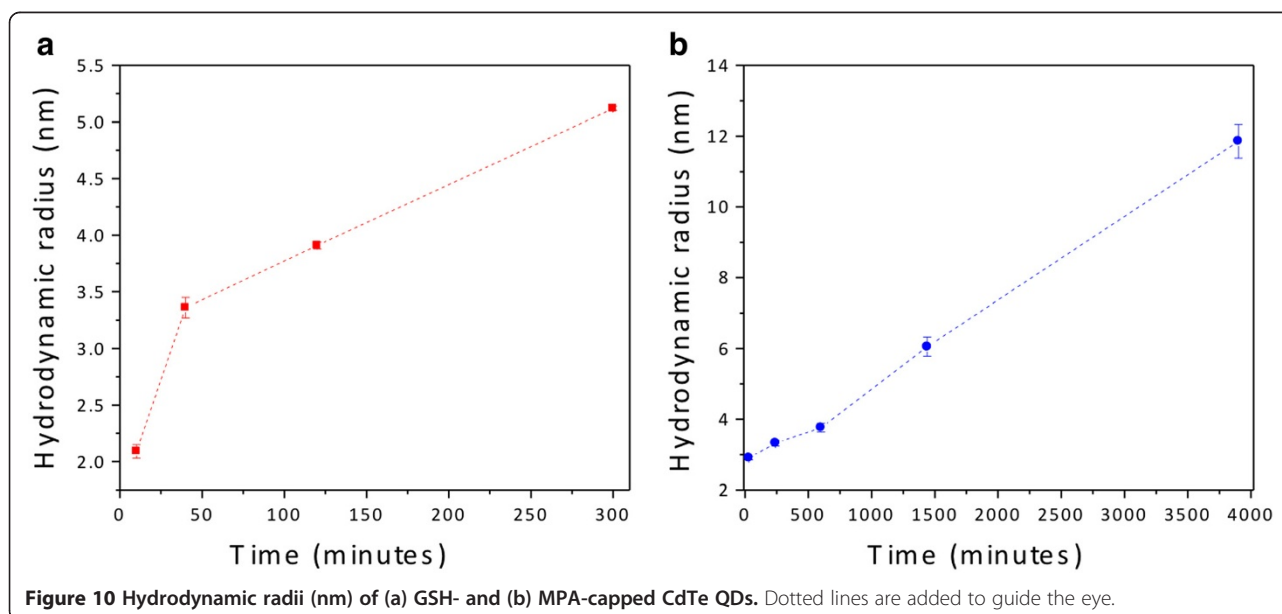 a
Hydrodynamic radius (nm)
5.5
5.0
4.5
4.0
3.5
3.0
2.5
2.0
0 50 100 150 200 250 300
Time (minutes)
b
Hydrodynamic radius (nm)
14
12
10
8
6
4
2
0 500 1000 1500 2000 2500 3000 3500 4000
Time (minutes)
Figure 10 Hydrodynamic radii (nm) of (a) GSH- and (b) MPA-capped CdTe QDs. Dotted lines are added to guide the eye.